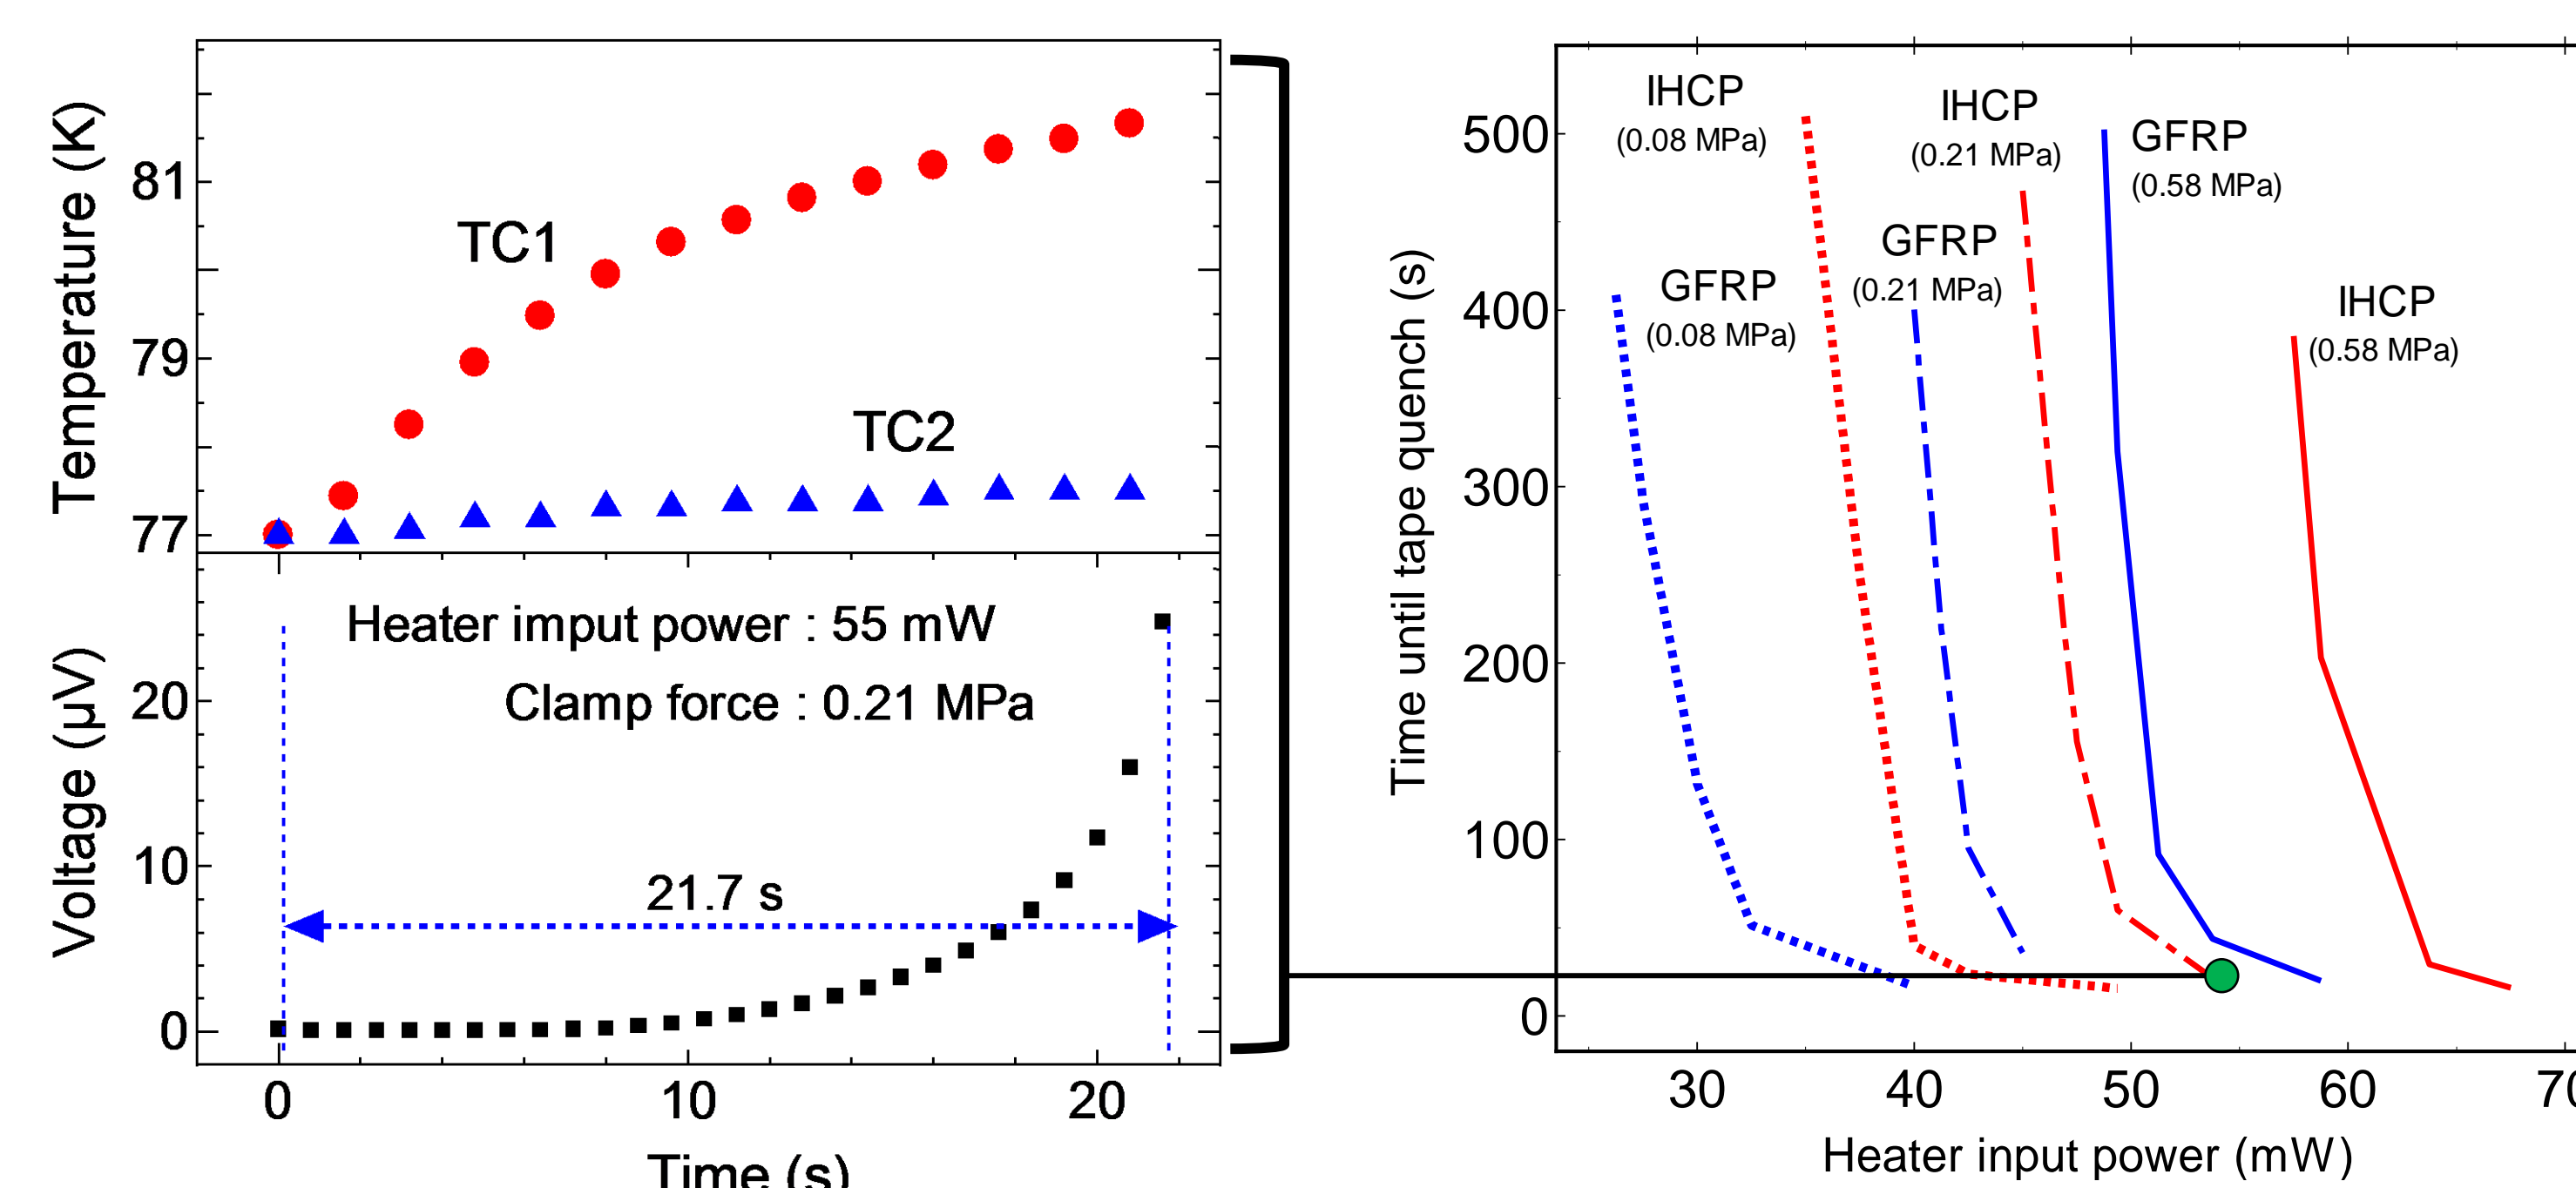 Temperature (K)
81
79
77
TC1
TC2
Voltage (µV)
20
10
0
Heater imput power : 55 mW
Clamp force : 0.21 MPa
21.7 s
0 10 20
Time (s)
Time until tape quench (s)
500
400
300
200
100
0
IHCP
(0.08 MPa)
IHCP
(0.21 MPa)
GFRP
(0.58 MPa)
GFRP
(0.21 MPa)
GFRP
(0.08 MPa)
IHCP
(0.58 MPa)
30 40 50 60 70
Heater input power (mW)